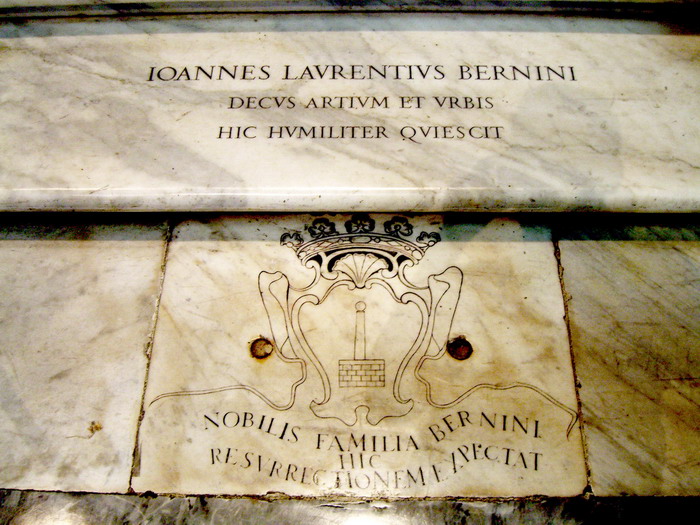 IOANNES LAVRENTIVS BERNINI
DECVS ARTIVM ET VRBIS
HIC HVMILITER QVIESCIT
NOBILIS FAMILIA BERNINI
HIC
RESVRRECTIONEM EXPECTAT